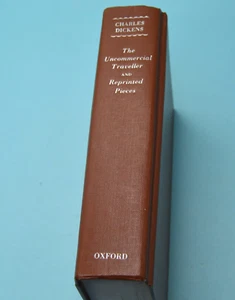 CHARLES
DICKENS
The
Uncommercial
Traveller
AND
Reprinted
Pieces
OXFORD